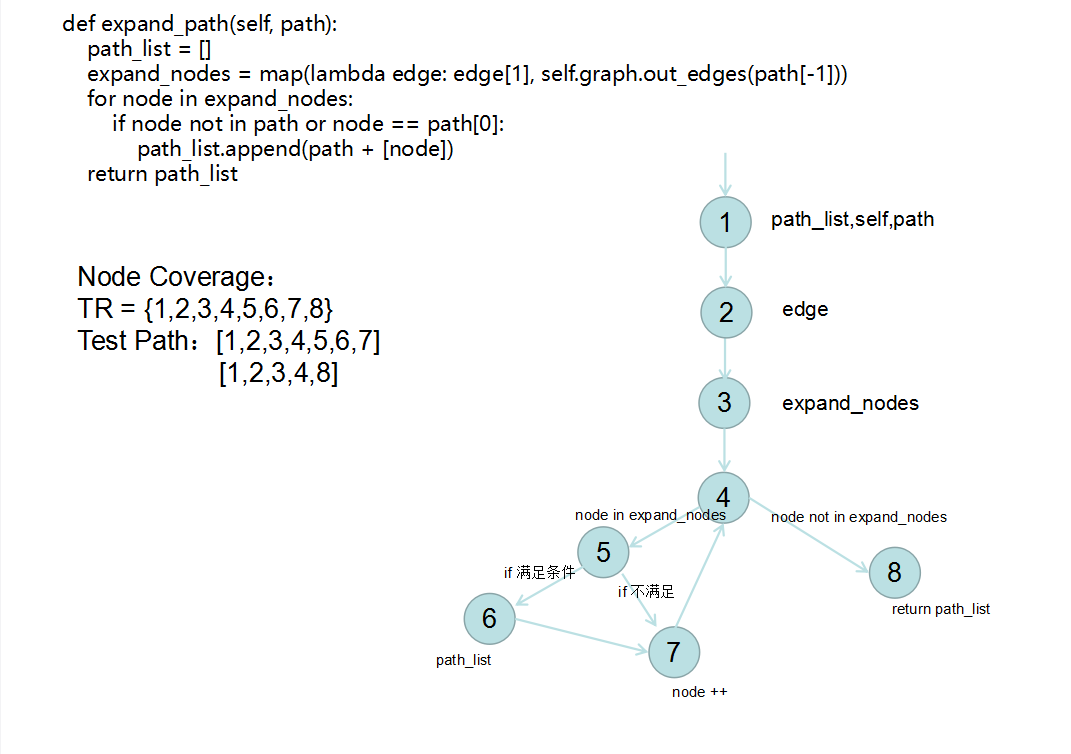 def expand_path(self, path):
    path_list = []
    expand_nodes = map(lambda edge: edge[1], self.graph.out_edges(path[-1]))
    for node in expand_nodes:
        if node not in path or node == path[0]:
            path_list.append(path + [node])
    return path_list
1
path_list,self,path
Node Coverage：
TR = {1,2,3,4,5,6,7,8}
Test Path：[1,2,3,4,5,6,7]
[1,2,3,4,8]
2
edge
3
expand_nodes
4
node in expand_nodes
node not in expand_nodes
5
8
if 满足条件
if 不满足
return path_list
6
path_list
7
node ++